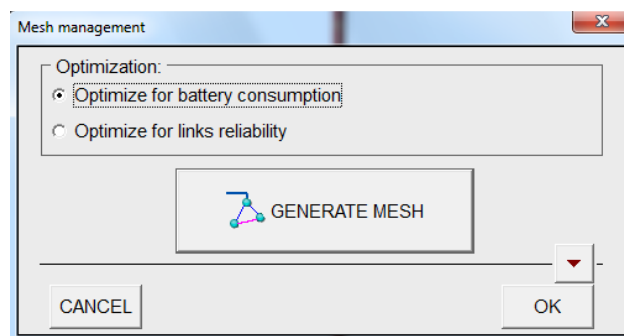 Mesh management
Optimization:
Optimize for battery consumption
Optimize for links reliability
GENERATE MESH
CANCEL
OK